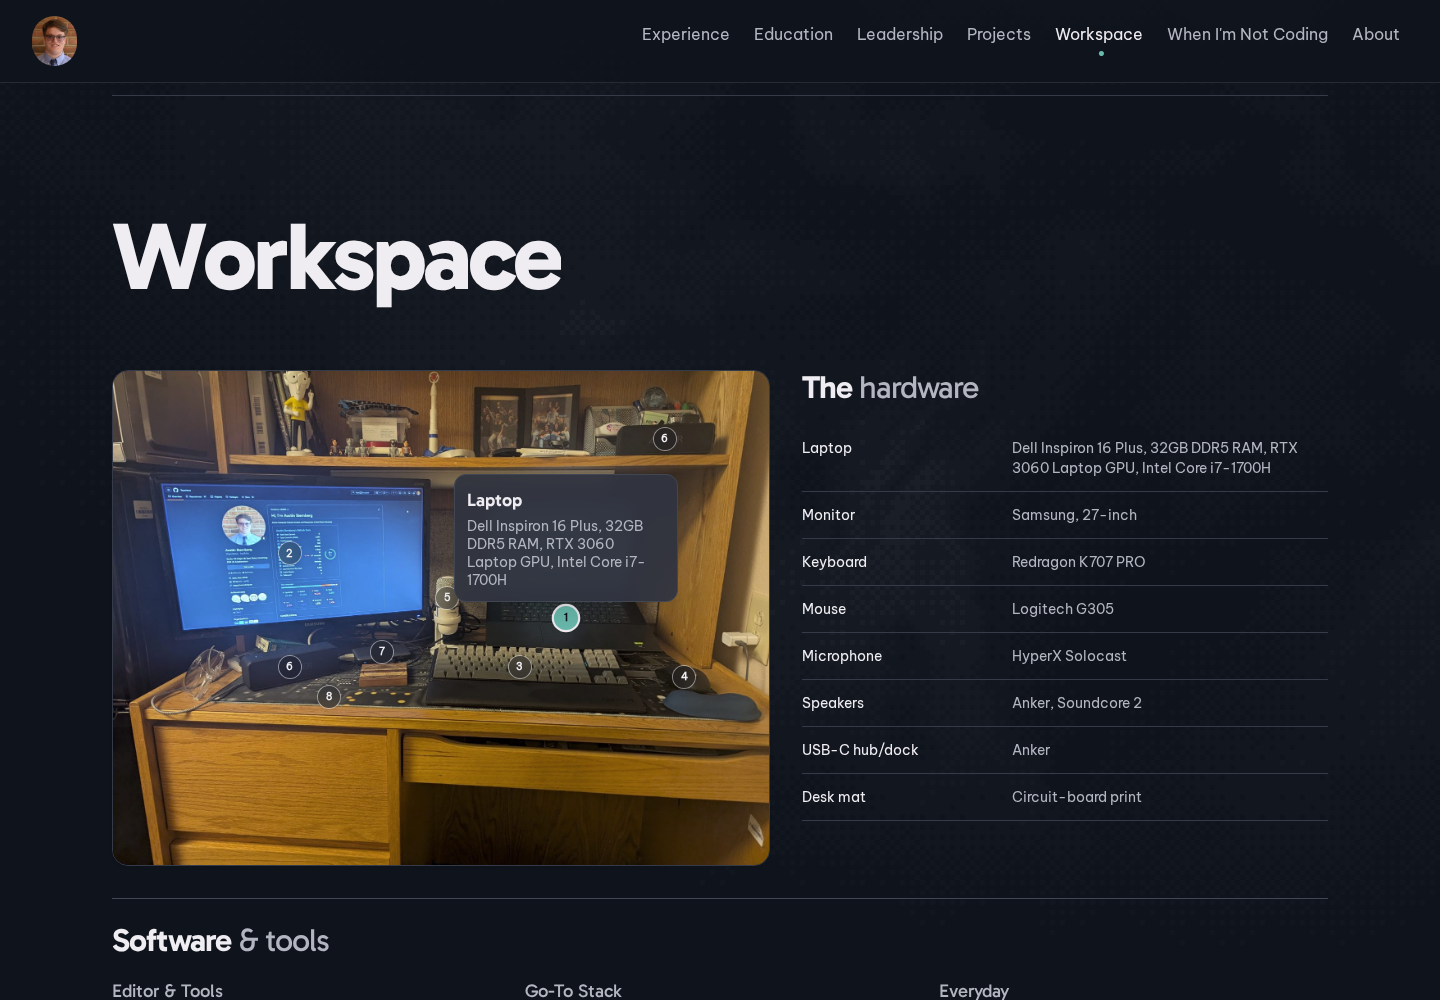 Experience Education Leadership Projects Workspace When I'm Not Coding About
Workspace
6
2
Laptop
Dell Inspiron 16 Plus, 32GB
DDR5 RAM, RTX 3060
Laptop GPU, Intel Core i7-
1700H
5
1
7
6
3
4
8
The hardware
Laptop Dell Inspiron 16 Plus, 32GB DDR5 RAM, RTX
3060 Laptop GPU, Intel Core i7-1700H
Monitor Samsung, 27-inch
Keyboard Redragon K707 PRO
Mouse Logitech G305
Microphone HyperX Solocast
Speakers Anker, Soundcore 2
USB-C hub/dock Anker
Desk mat Circuit-board print
Software & tools
Editor & Tools Go-To Stack Everyday